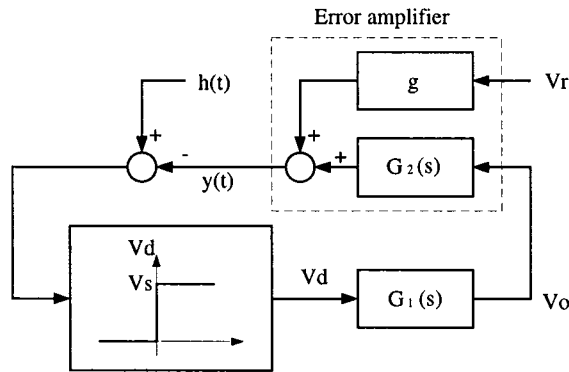 Error amplifier
h(t)
g
Vr
+
+
-
+
G₂(s)
y(t)
Vd
Vs
Vd
G₁(s)
Vo